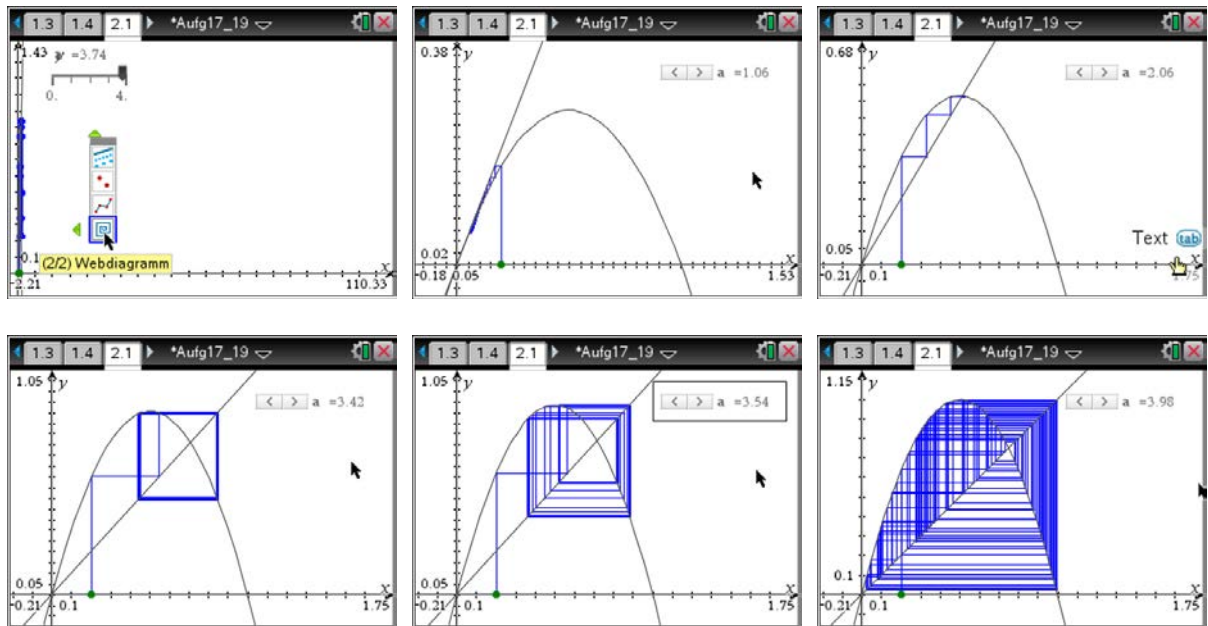 1.3 1.4 2.1 *Aufg17_19
1.43 y =3.74
0. 4.
0.1 (2/2) Webdiagramm x
-2.21 110.33
1.3 1.4 2.1 *Aufg17_19
0.38 y
a =1.06
0.02 x
-0.18 0.05 1.53
1.3 1.4 2.1 *Aufg17_19
0.68 y
a =2.06
Text tab
0.05 x
-0.21 0.1 1.75
1.3 1.4 2.1 *Aufg17_19
1.05 y
a =3.42
0.05 x
-0.21 0.1 1.75
1.3 1.4 2.1 *Aufg17_19
1.05 y
a =3.54
0.05 x
-0.21 0.1 1.75
1.3 1.4 2.1 *Aufg17_19
1.15 y
a =3.98
0.1 x
-0.21 0.1 1.75